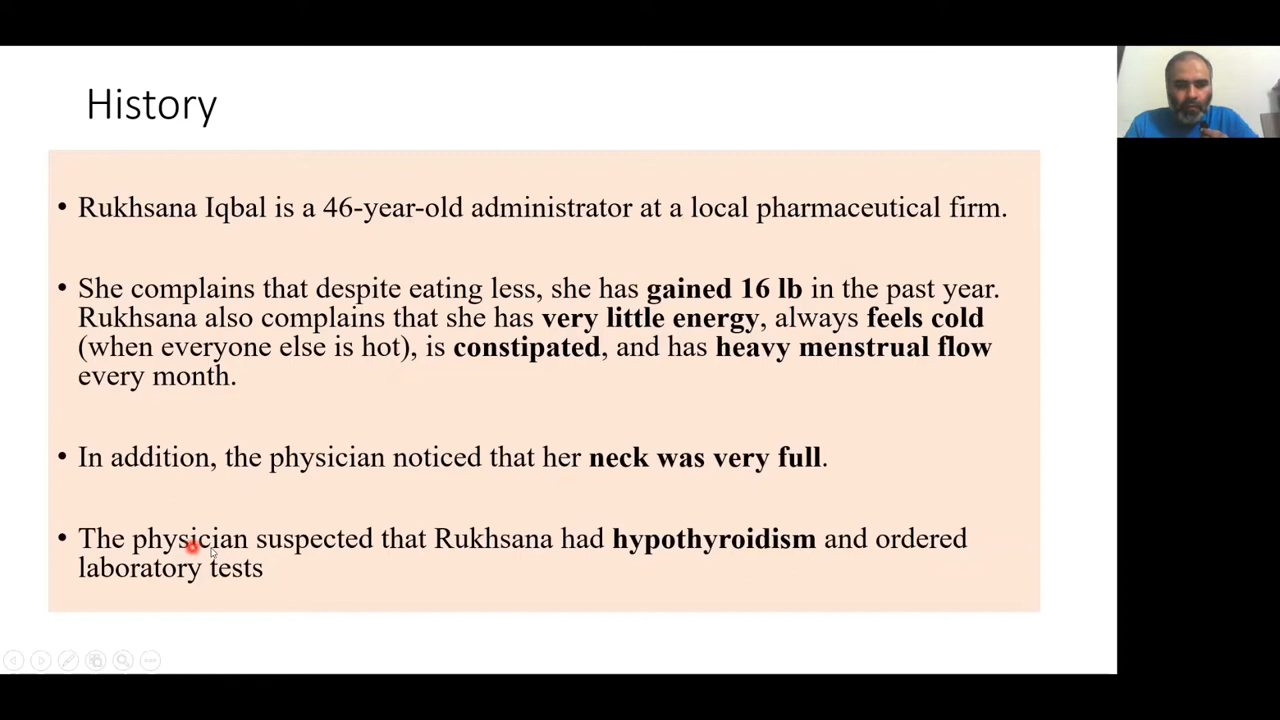 History
• Rukhsana Iqbal is a 46-year-old administrator at a local pharmaceutical firm.
• She complains that despite eating less, she has gained 16 lb in the past year.
Rukhsana also complains that she has very little energy, always feels cold
(when everyone else is hot), is constipated, and has heavy menstrual flow
every month.
• In addition, the physician noticed that her neck was very full.
• The physician suspected that Rukhsana had hypothyroidism and ordered
laboratory tests